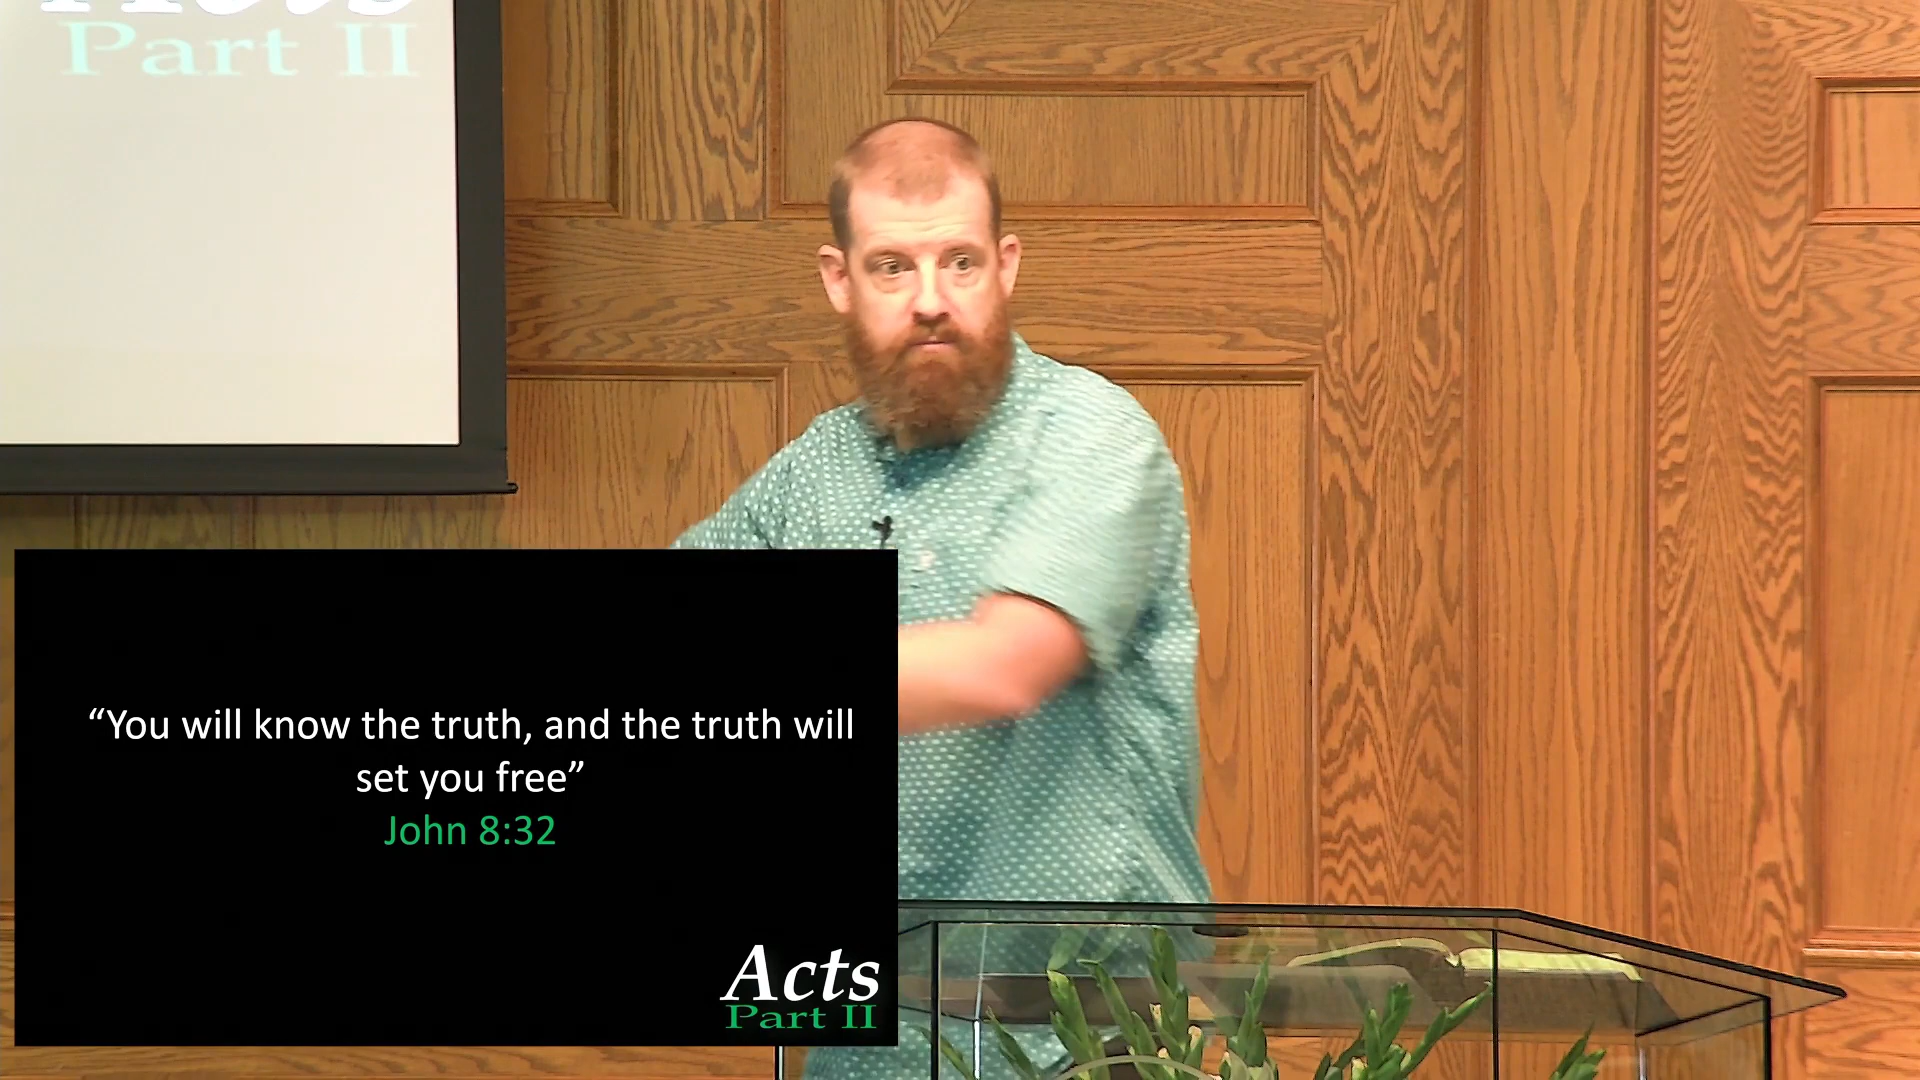 Acts
Part II
“You will know the truth, and the truth will
set you free”
John 8:32
Acts
Part II